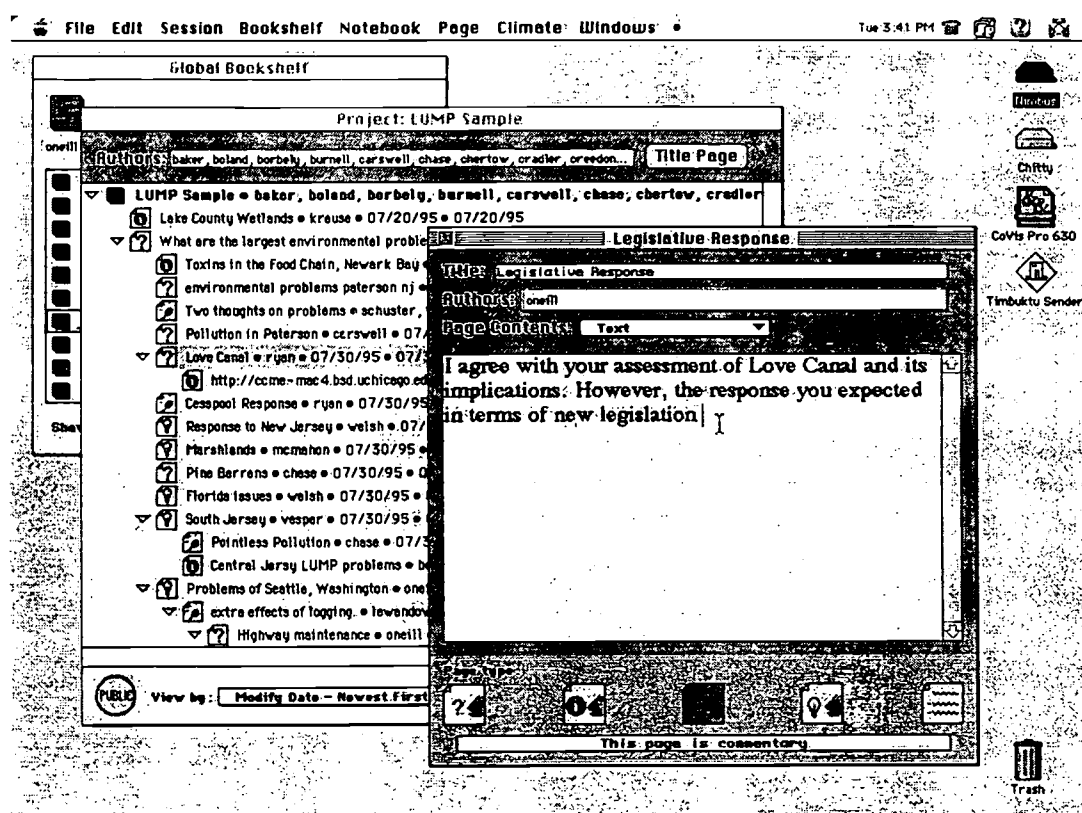 File Edit Session Bookshelf Notebook Page Climate Windows
Tue 3:41 PM
Global Bookshelf
oneill
Project: LUMP Sample
Authors: baker, boland, borbely, burnell, carswell, chase, chertow, cradler, creedon...
Title Page
LUMP Sample • baker, boland, borbely, burnell, carswell, chase, chertow, cradler
Lake County Wetlands • krause • 07/20/95 • 07/20/95
What are the largest environmental proble
Toxins in the Food Chain, Newark Bay •
environmental problems paterson nj •
Two thoughts on problems • schuster,
Pollution in Paterson • carswell • 07/
Love Canal • ryan • 07/30/95 • 07/3
http://ccme-mac4.bsd.uchicago.ed
Cesspool Response • ryan • 07/30/95
Response to New Jersey • welsh • 07/
Marshlands • mcmahon • 07/30/95 •
Pine Barrens • chase • 07/30/95 • 0
Florida issues • welsh • 07/30/95 •
South Jersey • vesper • 07/30/95 •
Pointless Pollution • chase • 07/3
Central Jersy LUMP problems • b
Problems of Seattle, Washington • one
extra effects of logging. • lewandow
Highway maintenance • oneill
PUBLIC
View by: Modify Date - Newest First
Legislative Response
Title: Legislative Response
Authors: oneill
Page Contents: Text
I agree with your assessment of Love Canal and its
implications. However, the response you expected
in terms of new legislation
This page is commentary
Nimbus
Chitty
CoVis Pro 630
Timbuktu Sender
Trash